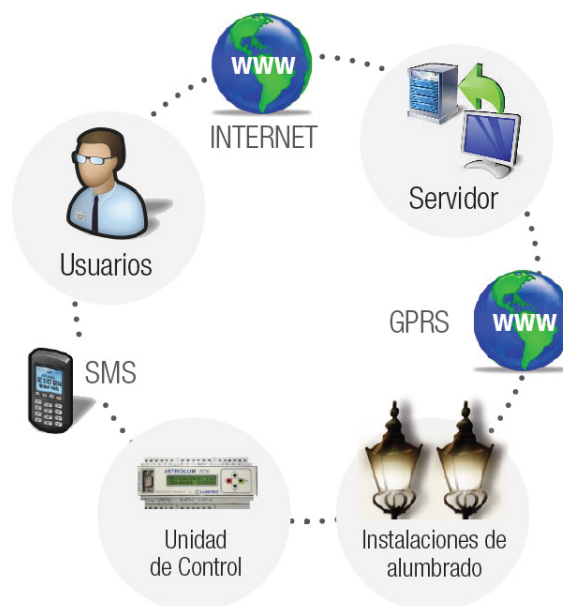 WWW
INTERNET
Servidor
Usuarios
GPRS
WWW
SMS
Unidad
de Control
Instalaciones de
alumbrado